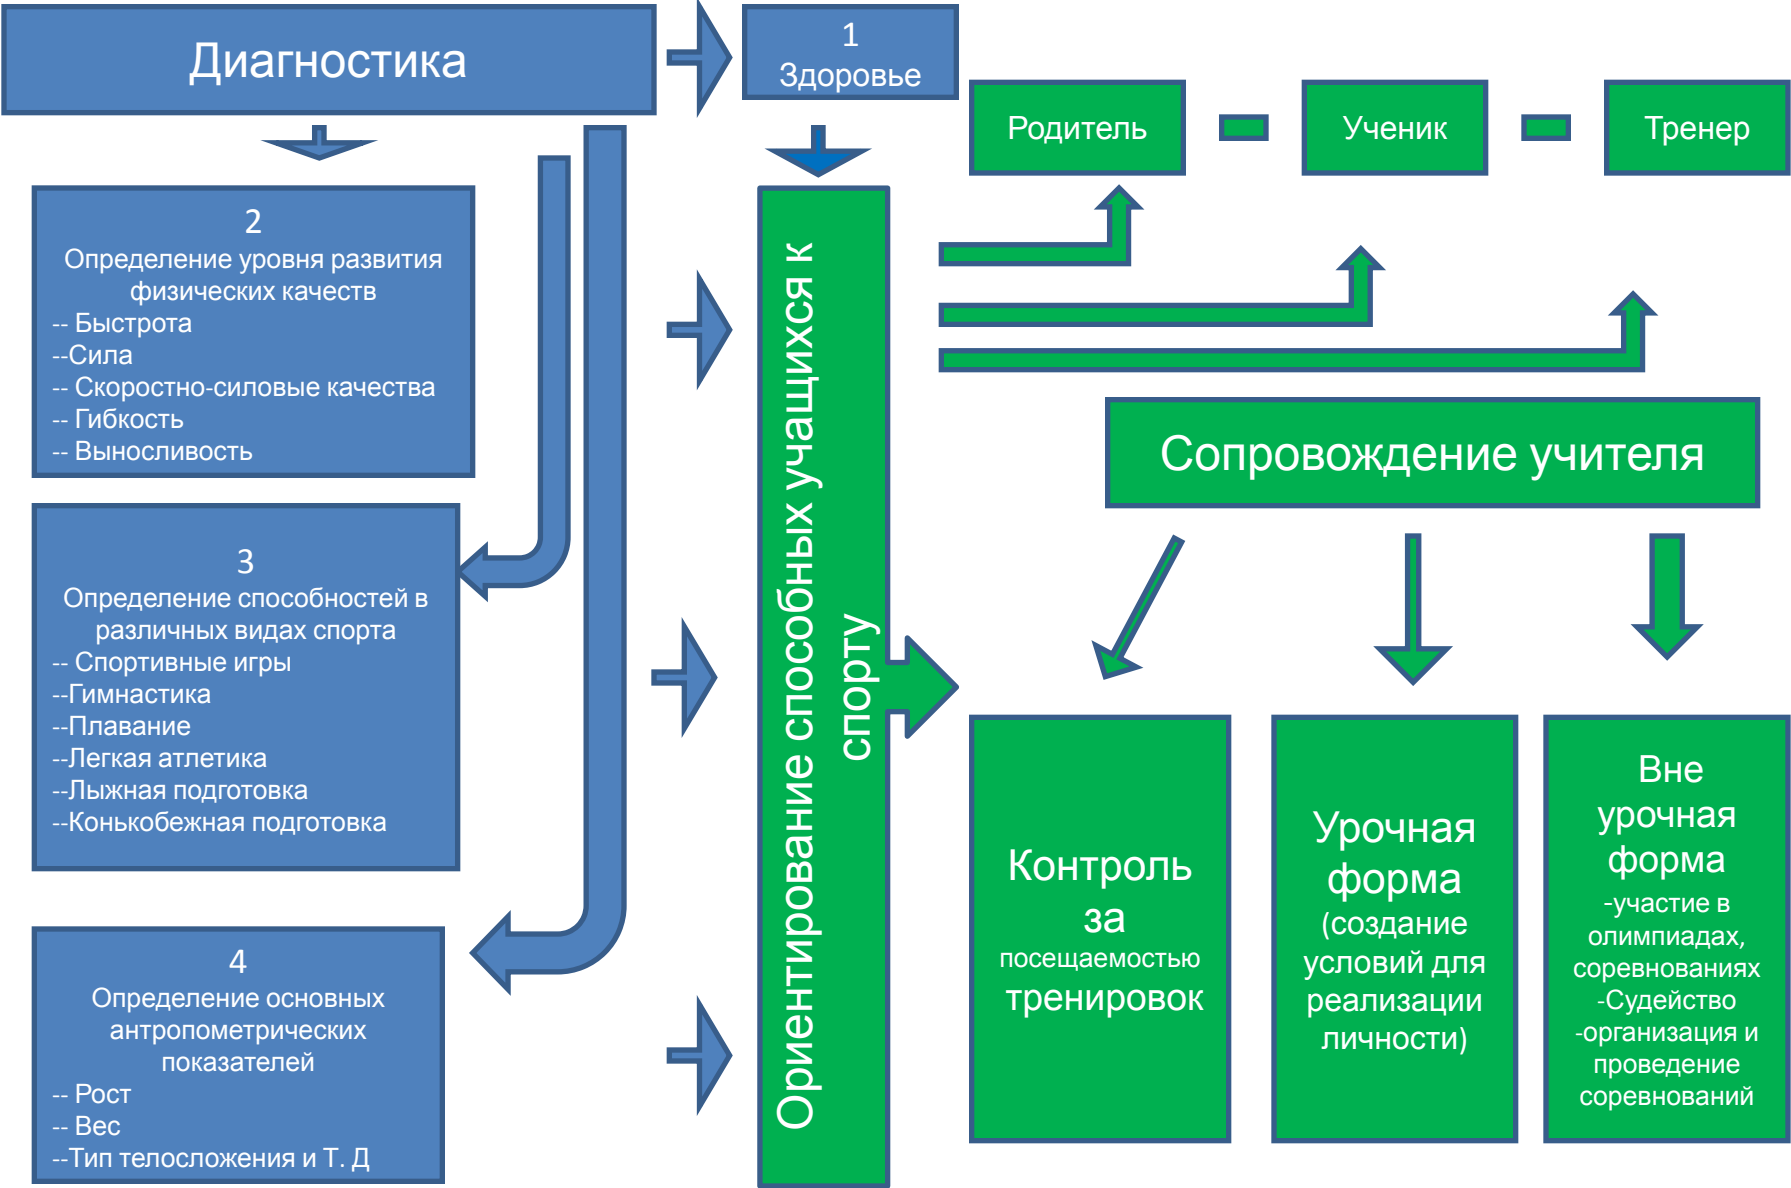 Диагностика
1
Здоровье
Родитель
Ученик
Тренер
2
Определение уровня развития
физических качеств
-- Быстрота
--Сила
-- Скоростно-силовые качества
-- Гибкость
-- Выносливость
3
Определение способностей в
различных видах спорта
-- Спортивные игры
--Гимнастика
--Плавание
--Легкая атлетика
--Лыжная подготовка
--Конькобежная подготовка
4
Определение основных
антропометрических
показателей
-- Рост
-- Вес
--Тип телосложения и Т. Д
Ориентирование способных учащихся к
спорту
Сопровождение учителя
Контроль
за
посещаемостью
тренировок
Урочная
форма
(создание
условий для
реализации
личности)
Вне
урочная
форма
-участие в
олимпиадах,
соревнованиях
-Судейство
-организация и
проведение
соревнований